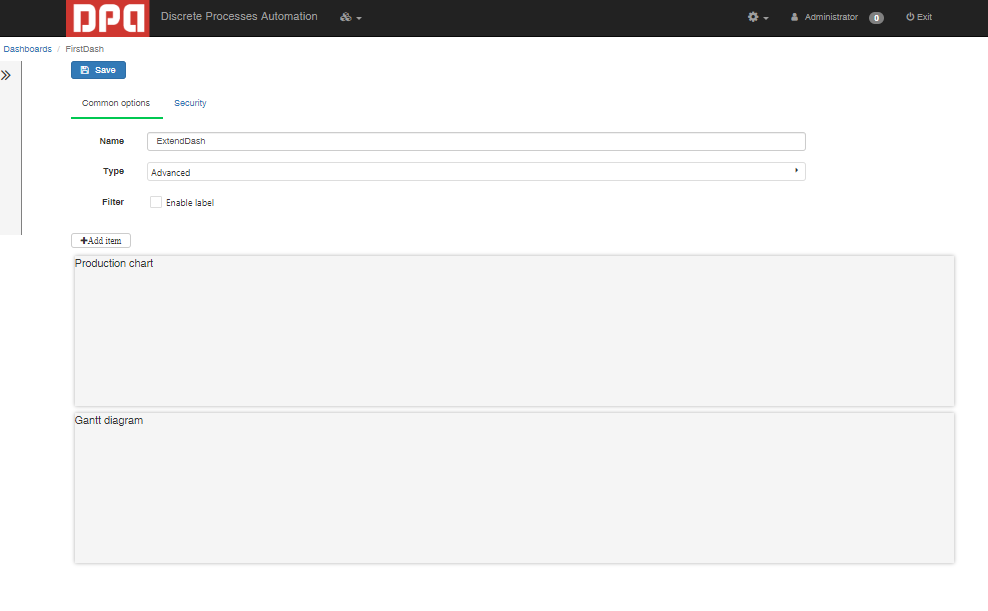 DPA Discrete Processes Automation Administrator 0 Exit
Dashboards / FirstDash
Save
Common options Security
Name ExtendDash
Type Advanced
Filter Enable label
+Add item
Production chart
Gantt diagram